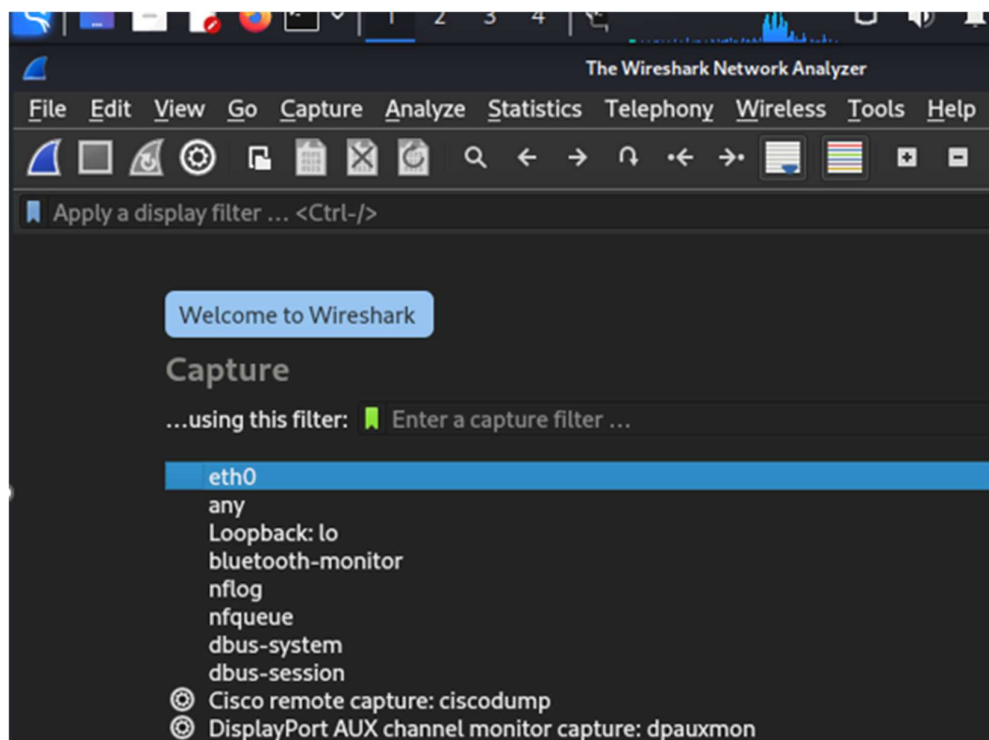 1 2 3 4
The Wireshark Network Analyzer
File Edit View Go Capture Analyze Statistics Telephony Wireless Tools Help
Apply a display filter ... <Ctrl-/>
Welcome to Wireshark
Capture
...using this filter: Enter a capture filter ...
eth0
any
Loopback: lo
bluetooth-monitor
nflog
nfqueue
dbus-system
dbus-session
Cisco remote capture: ciscodump
DisplayPort AUX channel monitor capture: dpauxmon